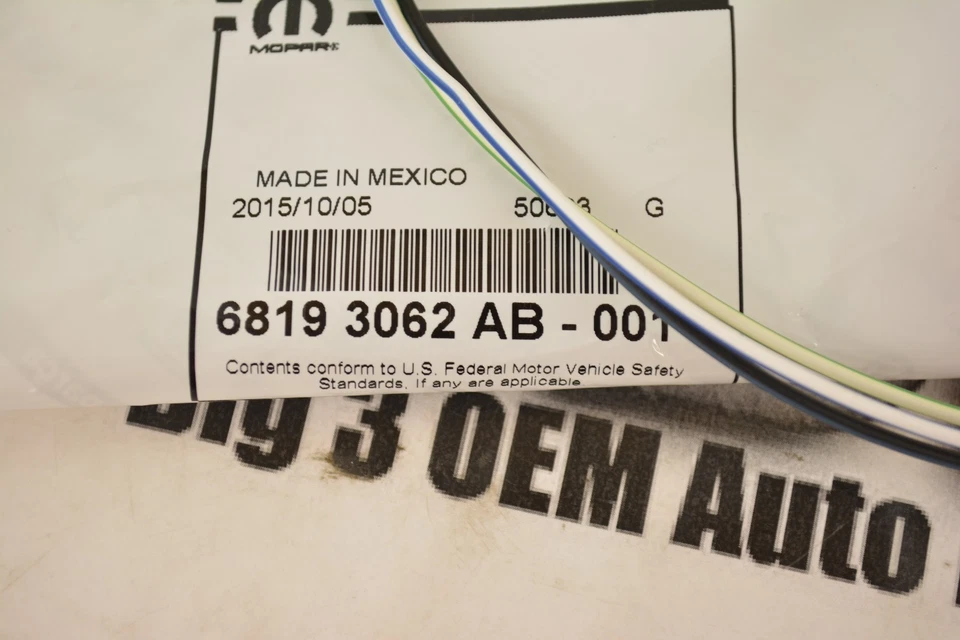 MOPAR
MADE IN MEXICO
2015/10/05 G
6819 3062 AB - 001
Contents conform to U.S. Federal Motor Vehicle Safety
Standards, If any are applicable
Big 3 OEM Auto